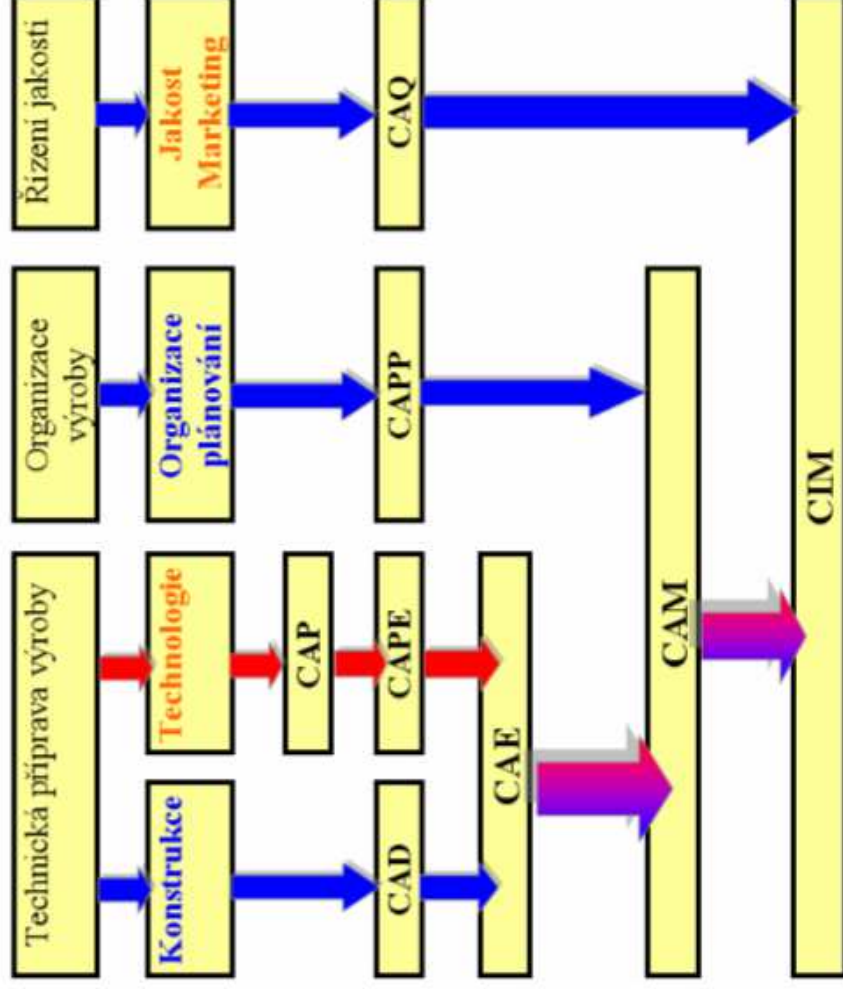 Technická příprava výroby
Organizace
výroby
Řízení jakosti
Konstrukce
Technologie
Organizace
plánování
Jakost
Marketing
CAP
CAD
CAPE
CAPP
CAQ
CAE
CAM
CIM